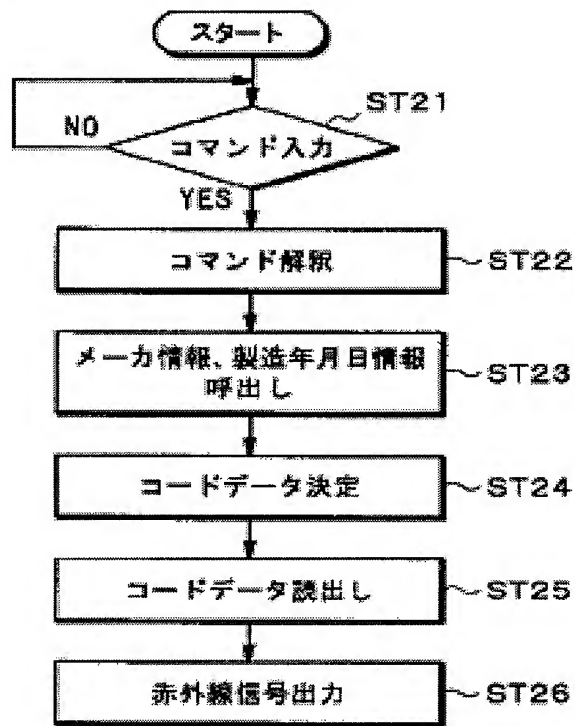 スタート
ST21
NO
コマンド入力
YES
コマンド解釈
ST22
メーカ情報、製造年月日情報
呼出し
ST23
コードデータ決定
ST24
コードデータ読出し
ST25
赤外線信号出力
ST26